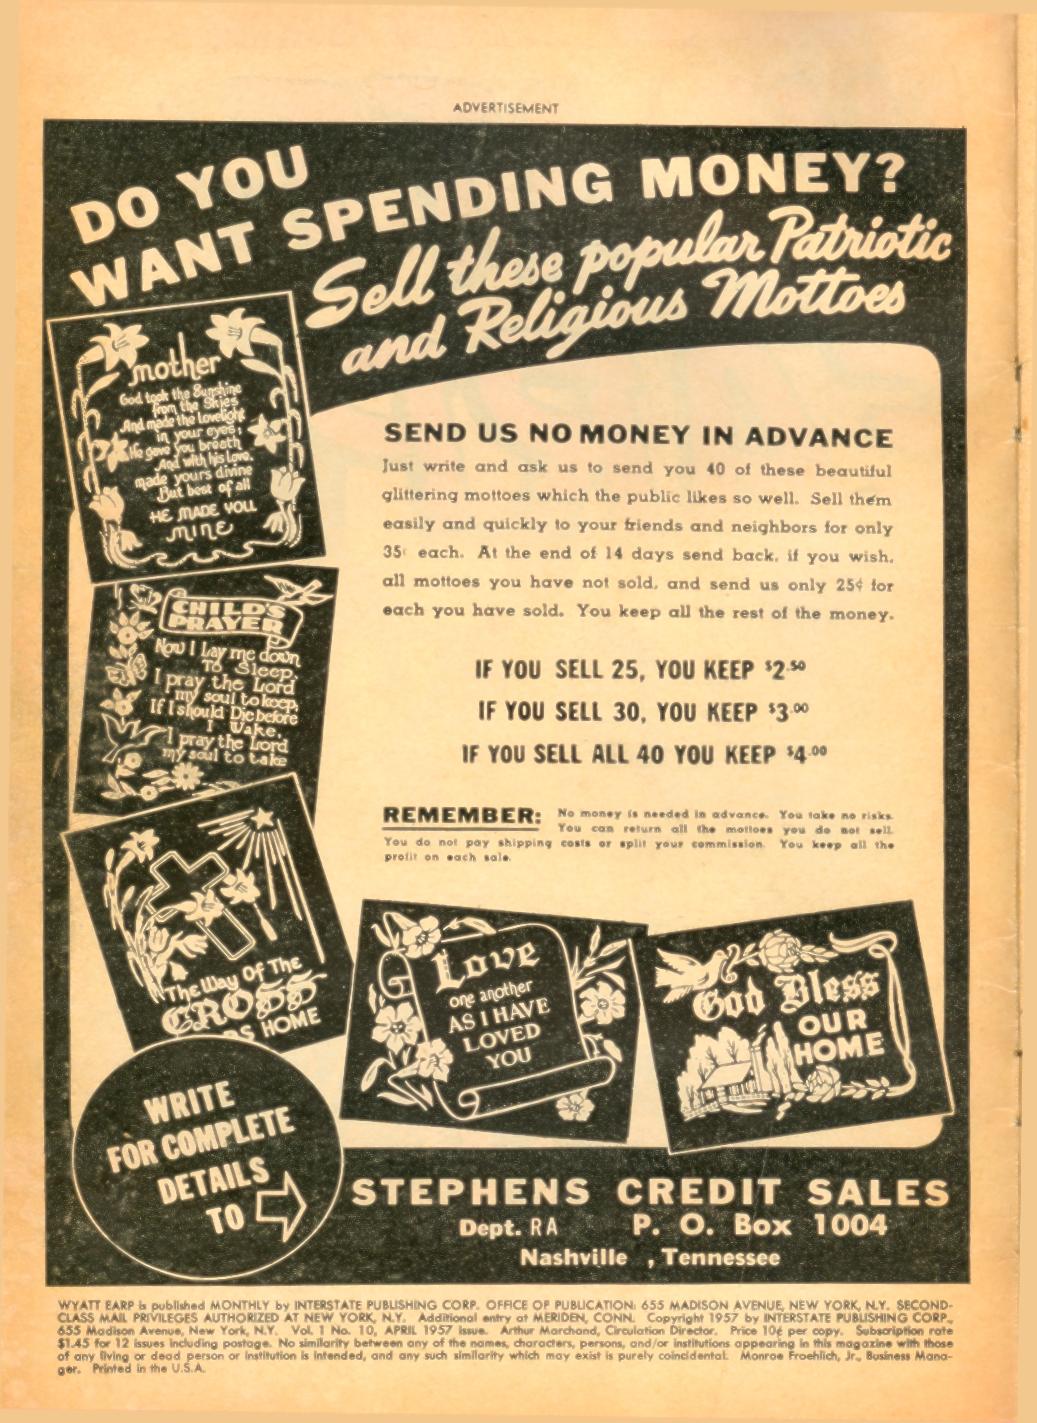 ADVERTISEMENT
DO YOU
WANT SPENDING MONEY?
Sell these popular Patriotic
and Religious Mottoes
mother
God took the Sunshine
from the Skies
And made the lovelight
in your eyes;
He gave you breath
And with his Love,
made yours divine
But best of all
HE MADE YOU
MINE
SEND US NO MONEY IN ADVANCE
Just write and ask us to send you 40 of these beautiful
glittering mottoes which the public likes so well. Sell them
easily and quickly to your friends and neighbors for only
35¢ each. At the end of 14 days send back, if you wish,
all mottoes you have not sold, and send us only 25¢ for
each you have sold. You keep all the rest of the money.
CHILD'S
PRAYER
Now I Lay me down
To Sleep,
I pray the Lord
my soul to keep,
If I should Die before
I Wake,
I pray the Lord
my soul to take
IF YOU SELL 25, YOU KEEP $2.50
IF YOU SELL 30, YOU KEEP $3.00
IF YOU SELL ALL 40 YOU KEEP $4.00
REMEMBER: No money is needed in advance. You take no risks.
You can return all the mottoes you do not sell.
You do not pay shipping costs or split your commission. You keep all the
profit on each sale.
The Way Of The
CROSS
DS HOME
Love
one another
AS I HAVE
LOVED
YOU
God Bless
OUR
HOME
WRITE
FOR COMPLETE
DETAILS
TO
STEPHENS CREDIT SALES
Dept. RA P. O. Box 1004
Nashville , Tennessee
WYATT EARP is published MONTHLY by INTERSTATE PUBLISHING CORP. OFFICE OF PUBLICATION: 655 MADISON AVENUE, NEW YORK, N.Y. SECOND-
CLASS MAIL PRIVILEGES AUTHORIZED AT NEW YORK, N.Y. Additional entry at MERIDEN, CONN. Copyright 1957 by INTERSTATE PUBLISHING CORP.,
655 Madison Avenue, New York, N.Y. Vol. 1 No. 10, APRIL 1957 issue. Arthur Marchand, Circulation Director. Price 10¢ per copy. Subscription rate
$1.45 for 12 issues including postage. No similarity between any of the names, characters, persons, and/or institutions appearing in this magazine with those
of any living or dead person or institution is intended, and any such similarity which may exist is purely coincidental. Monroe Froehlich, Jr., Business Mana-
ger. Printed in the U.S.A.